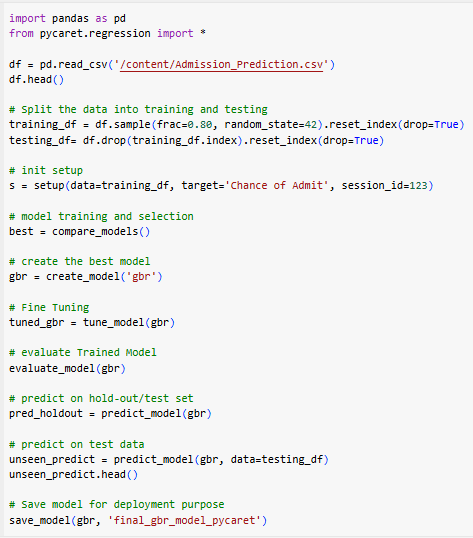 import pandas as pd
from pycaret.regression import *
df = pd.read_csv('/content/Admission_Prediction.csv')
df.head()
# Split the data into training and testing
training_df = df.sample(frac=0.80, random_state=42).reset_index(drop=True)
testing_df= df.drop(training_df.index).reset_index(drop=True)
# init setup
s = setup(data=training_df, target='Chance of Admit', session_id=123)
# model training and selection
best = compare_models()
# create the best model
gbr = create_model('gbr')
# Fine Tuning
tuned_gbr = tune_model(gbr)
# evaluate Trained Model
evaluate_model(gbr)
# predict on hold-out/test set
pred_holdout = predict_model(gbr)
# predict on test data
unseen_predict = predict_model(gbr, data=testing_df)
unseen_predict.head()
# Save model for deployment purpose
save_model(gbr, 'final_gbr_model_pycaret')